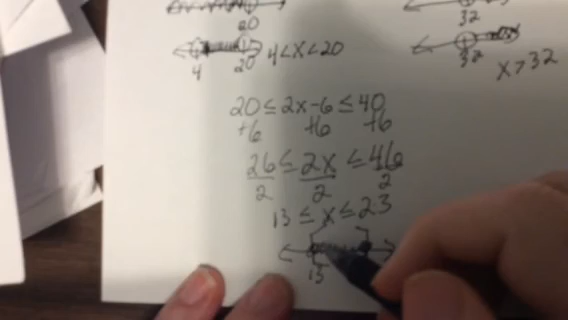 20
32
4 20 4<x<20
32 x>32
20≤2x-6≤40
+6 +6 +6
26≤2x≤46
2 2 2
13≤x≤23
13